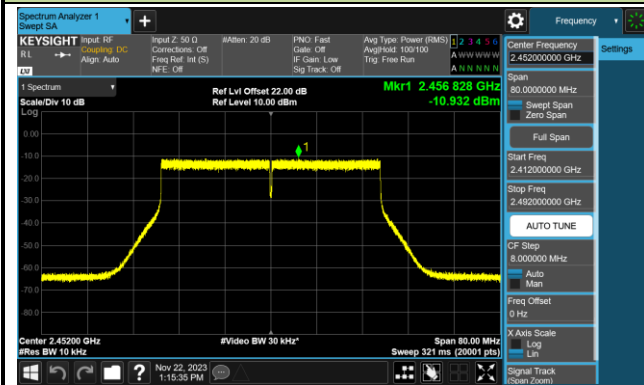 Spectrum Analyzer 1
Swept SA
Frequency
KEYSIGHT
RL
Input: RF
Coupling: DC
Align: Auto
Input Z: 50 Ω
Corrections: Off
Freq Ref: Int (S)
NFE: Off
#Atten: 20 dB
PNO: Fast
Gate: Off
IF Gain: Low
Sig Track: Off
Avg Type: Power (RMS)
Avg|Hold: 100/100
Trig: Free Run
1 2 3 4 5 6
A W W W W W
A N N N N N
1 Spectrum
Scale/Div 10 dB
Log
Ref Lvl Offset 22.00 dB
Ref Level 10.00 dBm
Mkr1 2.456 828 GHz
-10.932 dBm
0.00
-10.0
-20.0
-30.0
-40.0
-50.0
-60.0
-70.0
-80.0
1
Center 2.45200 GHz
#Res BW 10 kHz
#Video BW 30 kHz*
Span 80.00 MHz
Sweep 321 ms (20001 pts)
Nov 22, 2023
1:15:35 PM
Center Frequency
2.452000000 GHz
Settings
Span
80.0000000 MHz
Swept Span
Zero Span
Full Span
Start Freq
2.412000000 GHz
Stop Freq
2.492000000 GHz
AUTO TUNE
CF Step
8.000000 MHz
Auto
Man
Freq Offset
0 Hz
X Axis Scale
Log
Lin
Signal Track
(Span Zoom)